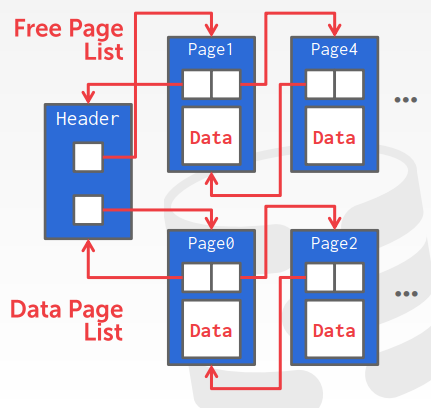 Free Page
List
Page1
Page4
Header
Data
Data
...
Page0
Page2
Data Page
List
Data
Data
...